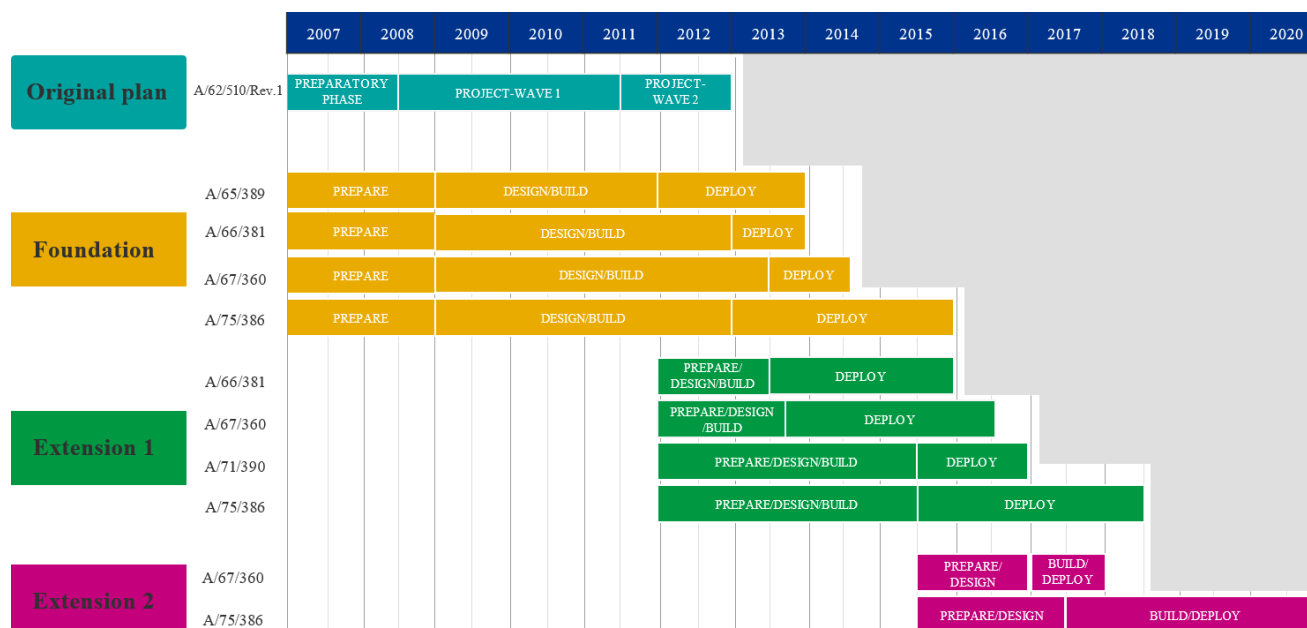 2007 2008 2009 2010 2011 2012 2013 2014 2015 2016 2017 2018 2019 2020
Original plan
A/62/510/Rev.1
PREPARATORY
PHASE
PROJECT-WAVE 1
PROJECT-
WAVE 2
Foundation
A/65/389
PREPARE
DESIGN/BUILD
DEPLOY
A/66/381
PREPARE
DESIGN/BUILD
DEPLOY
A/67/360
PREPARE
DESIGN/BUILD
DEPLOY
A/75/386
PREPARE
DESIGN/BUILD
DEPLOY
Extension 1
A/66/381
PREPARE/
DESIGN/BUILD
DEPLOY
A/67/360
PREPARE/DESIGN
/BUILD
DEPLOY
A/71/390
PREPARE/DESIGN/BUILD
DEPLOY
A/75/386
PREPARE/DESIGN/BUILD
DEPLOY
Extension 2
A/67/360
PREPARE/
DESIGN
BUILD/
DEPLOY
A/75/386
PREPARE/DESIGN
BUILD/DEPLOY